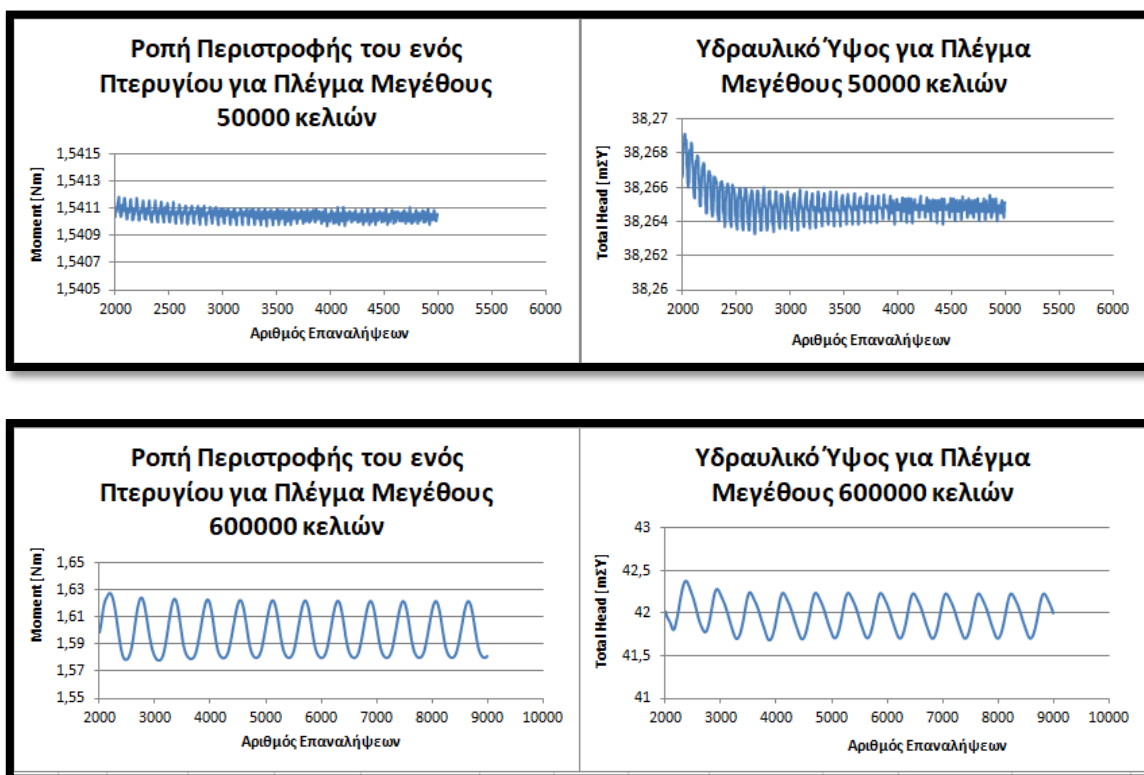 Ροπή Περιστροφής του ενός
Πτερυγίου για Πλέγμα Μεγέθους
50000 κελιών
Moment [Nm]
1,5415
1,5413
1,5411
1,5409
1,5407
1,5405
2000 2500 3000 3500 4000 4500 5000 5500 6000
Αριθμός Επαναλήψεων
Υδραυλικό Ύψος για Πλέγμα
Μεγέθους 50000 κελιών
Total Head [mΣΥ]
38,27
38,268
38,266
38,264
38,262
38,26
2000 2500 3000 3500 4000 4500 5000 5500 6000
Αριθμός Επαναλήψεων
Ροπή Περιστροφής του ενός
Πτερυγίου για Πλέγμα Μεγέθους
600000 κελιών
Moment [Nm]
1,65
1,63
1,61
1,59
1,57
1,55
2000 3000 4000 5000 6000 7000 8000 9000 10000
Αριθμός Επαναλήψεων
Υδραυλικό Ύψος για Πλέγμα
Μεγέθους 600000 κελιών
Total Head [mΣΥ]
43
42,5
42
41,5
41
2000 3000 4000 5000 6000 7000 8000 9000 10000
Αριθμός Επαναλήψεων